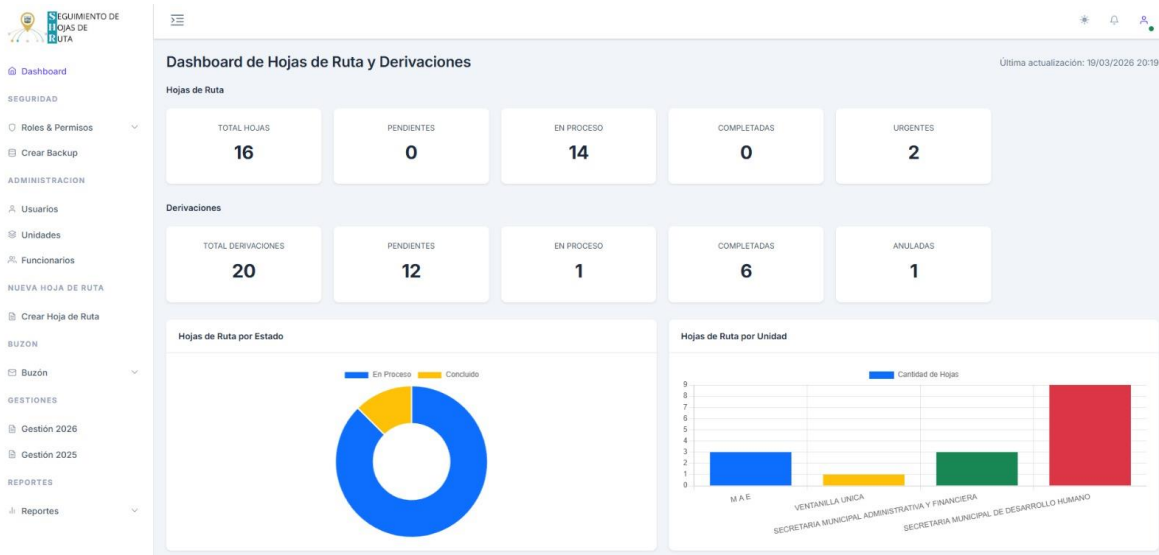 SEGUIMIENTO DE
HOJAS DE
RUTA
Dashboard
SEGURIDAD
Roles & Permisos
Crear Backup
ADMINISTRACION
Usuarios
Unidades
Funcionarios
NUEVA HOJA DE RUTA
Crear Hoja de Ruta
BUZON
Buzón
GESTIONES
Gestión 2026
Gestión 2025
REPORTES
Reportes
Dashboard de Hojas de Ruta y Derivaciones
Última actualización: 19/03/2026 20:19
Hojas de Ruta
TOTAL HOJAS
16
PENDIENTES
0
EN PROCESO
14
COMPLETADAS
0
URGENTES
2
Derivaciones
TOTAL DERIVACIONES
20
PENDIENTES
12
EN PROCESO
1
COMPLETADAS
6
ANULADAS
1
Hojas de Ruta por Estado
En Proceso
Concluido
Hojas de Ruta por Unidad
Cantidad de Hojas
9
8
7
6
5
4
3
2
1
0
M A E
VENTANILLA UNICA
SECRETARIA MUNICIPAL ADMINISTRATIVA Y FINANCIERA
SECRETARIA MUNICIPAL DE DESARROLLO HUMANO